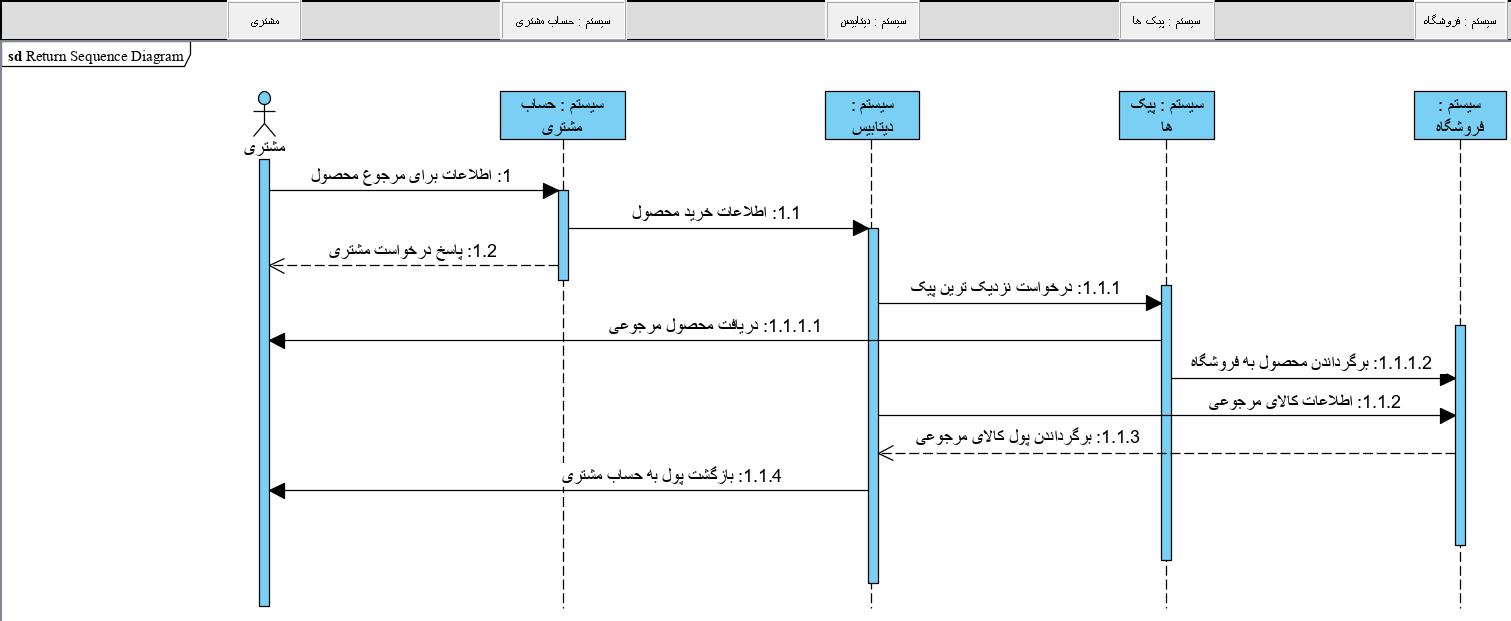 مشتری
سیستم : حساب مشتری
سیستم : دیتابیس
سیستم : پیک ها
سیستم : فروشگاه
sd Return Sequence Diagram
سیستم : حساب
مشتری
سیستم :
دیتابیس
سیستم : پیک
ها
سیستم :
فروشگاه
مشتری
1: اطلاعات برای مرجوع محصول
1.1: اطلاعات خرید محصول
1.2: پاسخ درخواست مشتری
1.1.1: درخواست نزدیک ترین پیک
1.1.1.1: دریافت محصول مرجوعی
1.1.1.2: برگرداندن محصول به فروشگاه
1.1.2: اطلاعات کالای مرجوعی
1.1.3: برگرداندن پول کالای مرجوعی
1.1.4: بازگشت پول به حساب مشتری